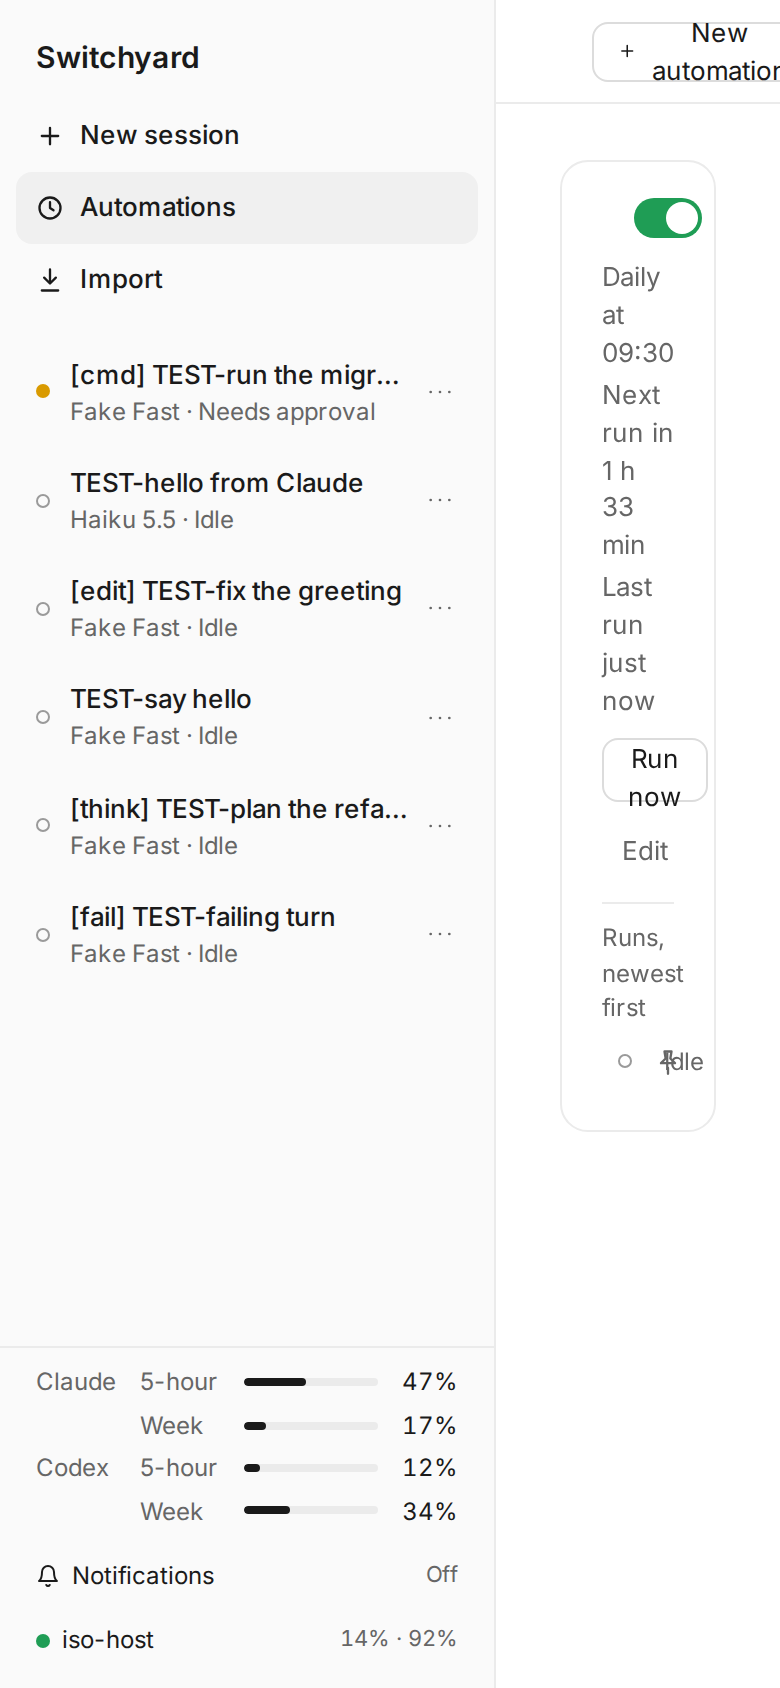 Switchyard
New session
Automations
Import
[cmd] TEST-run the migr...
Fake Fast · Needs approval
TEST-hello from Claude
Haiku 5.5 · Idle
[edit] TEST-fix the greeting
Fake Fast · Idle
TEST-say hello
Fake Fast · Idle
[think] TEST-plan the refa...
Fake Fast · Idle
[fail] TEST-failing turn
Fake Fast · Idle
Claude 5-hour 47%
Week 17%
Codex 5-hour 12%
Week 34%
Notifications Off
iso-host 14% · 92%
New
automation
Daily
at
09:30
Next
run in
1 h
33
min
Last
run
just
now
Run
now
Edit
Runs,
newest
first
Idle